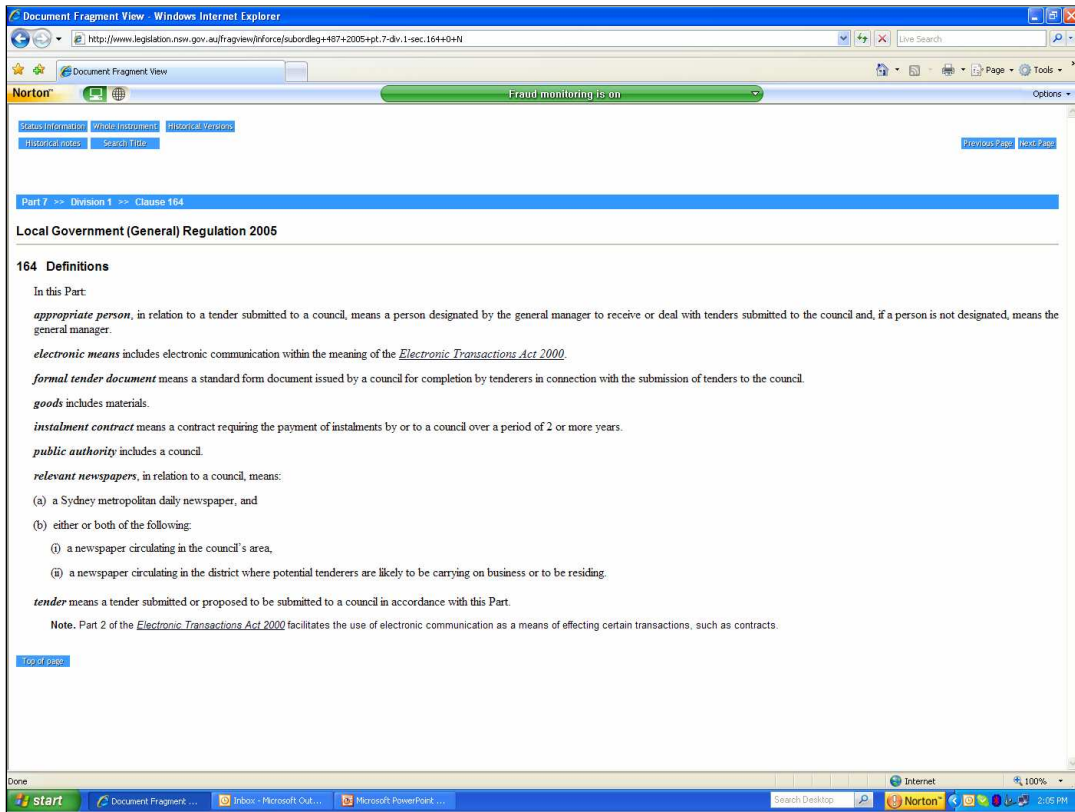 Document Fragment View - Windows Internet Explorer
http://www.legislation.nsw.gov.au/fragview/inforce/subordleg+487+2005+pt.7-div.1-sec.164+0+N
Live Search
Document Fragment View
Page
Tools
Norton™
Fraud monitoring is on
Options
Status Information Whole Instrument Historical Versions
Historical notes Search Title
Previous Page Next Page
Part 7 >> Division 1 >> Clause 164
Local Government (General) Regulation 2005
164 Definitions
In this Part:
appropriate person, in relation to a tender submitted to a council, means a person designated by the general manager to receive or deal with tenders submitted to the council and, if a person is not designated, means the
general manager.
electronic means includes electronic communication within the meaning of the Electronic Transactions Act 2000.
formal tender document means a standard form document issued by a council for completion by tenderers in connection with the submission of tenders to the council.
goods includes materials.
instalment contract means a contract requiring the payment of instalments by or to a council over a period of 2 or more years.
public authority includes a council.
relevant newspapers, in relation to a council, means:
(a) a Sydney metropolitan daily newspaper, and
(b) either or both of the following:
(i) a newspaper circulating in the council's area,
(ii) a newspaper circulating in the district where potential tenderers are likely to be carrying on business or to be residing.
tender means a tender submitted or proposed to be submitted to a council in accordance with this Part.
Note. Part 2 of the Electronic Transactions Act 2000 facilitates the use of electronic communication as a means of effecting certain transactions, such as contracts.
Top of page
Done
Internet
100%
start
Document Fragment ...
Inbox - Microsoft Out...
Microsoft PowerPoint ...
Search Desktop
Norton™
2:05 PM